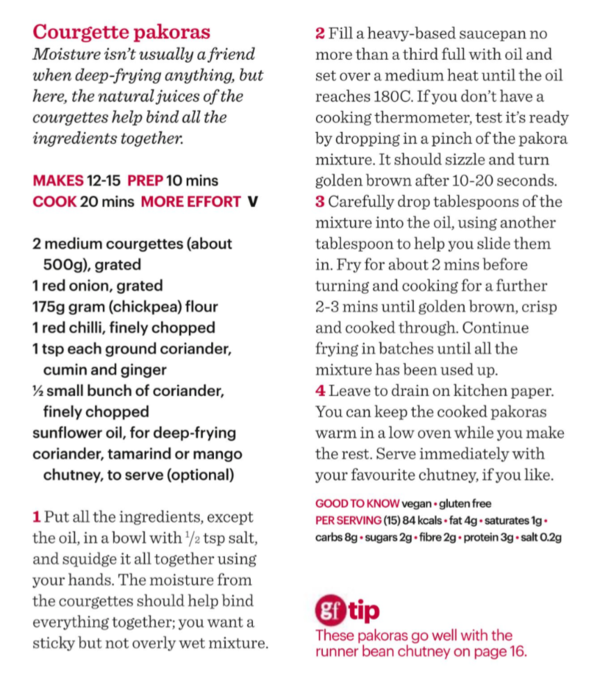 Courgette pakoras
Moisture isn't usually a friend
when deep-frying anything, but
here, the natural juices of the
courgettes help bind all the
ingredients together.
MAKES 12-15 PREP 10 mins
COOK 20 mins MORE EFFORT V
2 medium courgettes (about
500g), grated
1 red onion, grated
175g gram (chickpea) flour
1 red chilli, finely chopped
1 tsp each ground coriander,
cumin and ginger
½ small bunch of coriander,
finely chopped
sunflower oil, for deep-frying
coriander, tamarind or mango
chutney, to serve (optional)
1 Put all the ingredients, except
the oil, in a bowl with 1/2 tsp salt,
and squidge it all together using
your hands. The moisture from
the courgettes should help bind
everything together; you want a
sticky but not overly wet mixture.
2 Fill a heavy-based saucepan no
more than a third full with oil and
set over a medium heat until the oil
reaches 180C. If you don't have a
cooking thermometer, test it's ready
by dropping in a pinch of the pakora
mixture. It should sizzle and turn
golden brown after 10-20 seconds.
3 Carefully drop tablespoons of the
mixture into the oil, using another
tablespoon to help you slide them
in. Fry for about 2 mins before
turning and cooking for a further
2-3 mins until golden brown, crisp
and cooked through. Continue
frying in batches until all the
mixture has been used up.
4 Leave to drain on kitchen paper.
You can keep the cooked pakoras
warm in a low oven while you make
the rest. Serve immediately with
your favourite chutney, if you like.
GOOD TO KNOW vegan • gluten free
PER SERVING (15) 84 kcals • fat 4g • saturates 1g •
carbs 8g • sugars 2g • fibre 2g • protein 3g • salt 0.2g
gf tip
These pakoras go well with the
runner bean chutney on page 16.